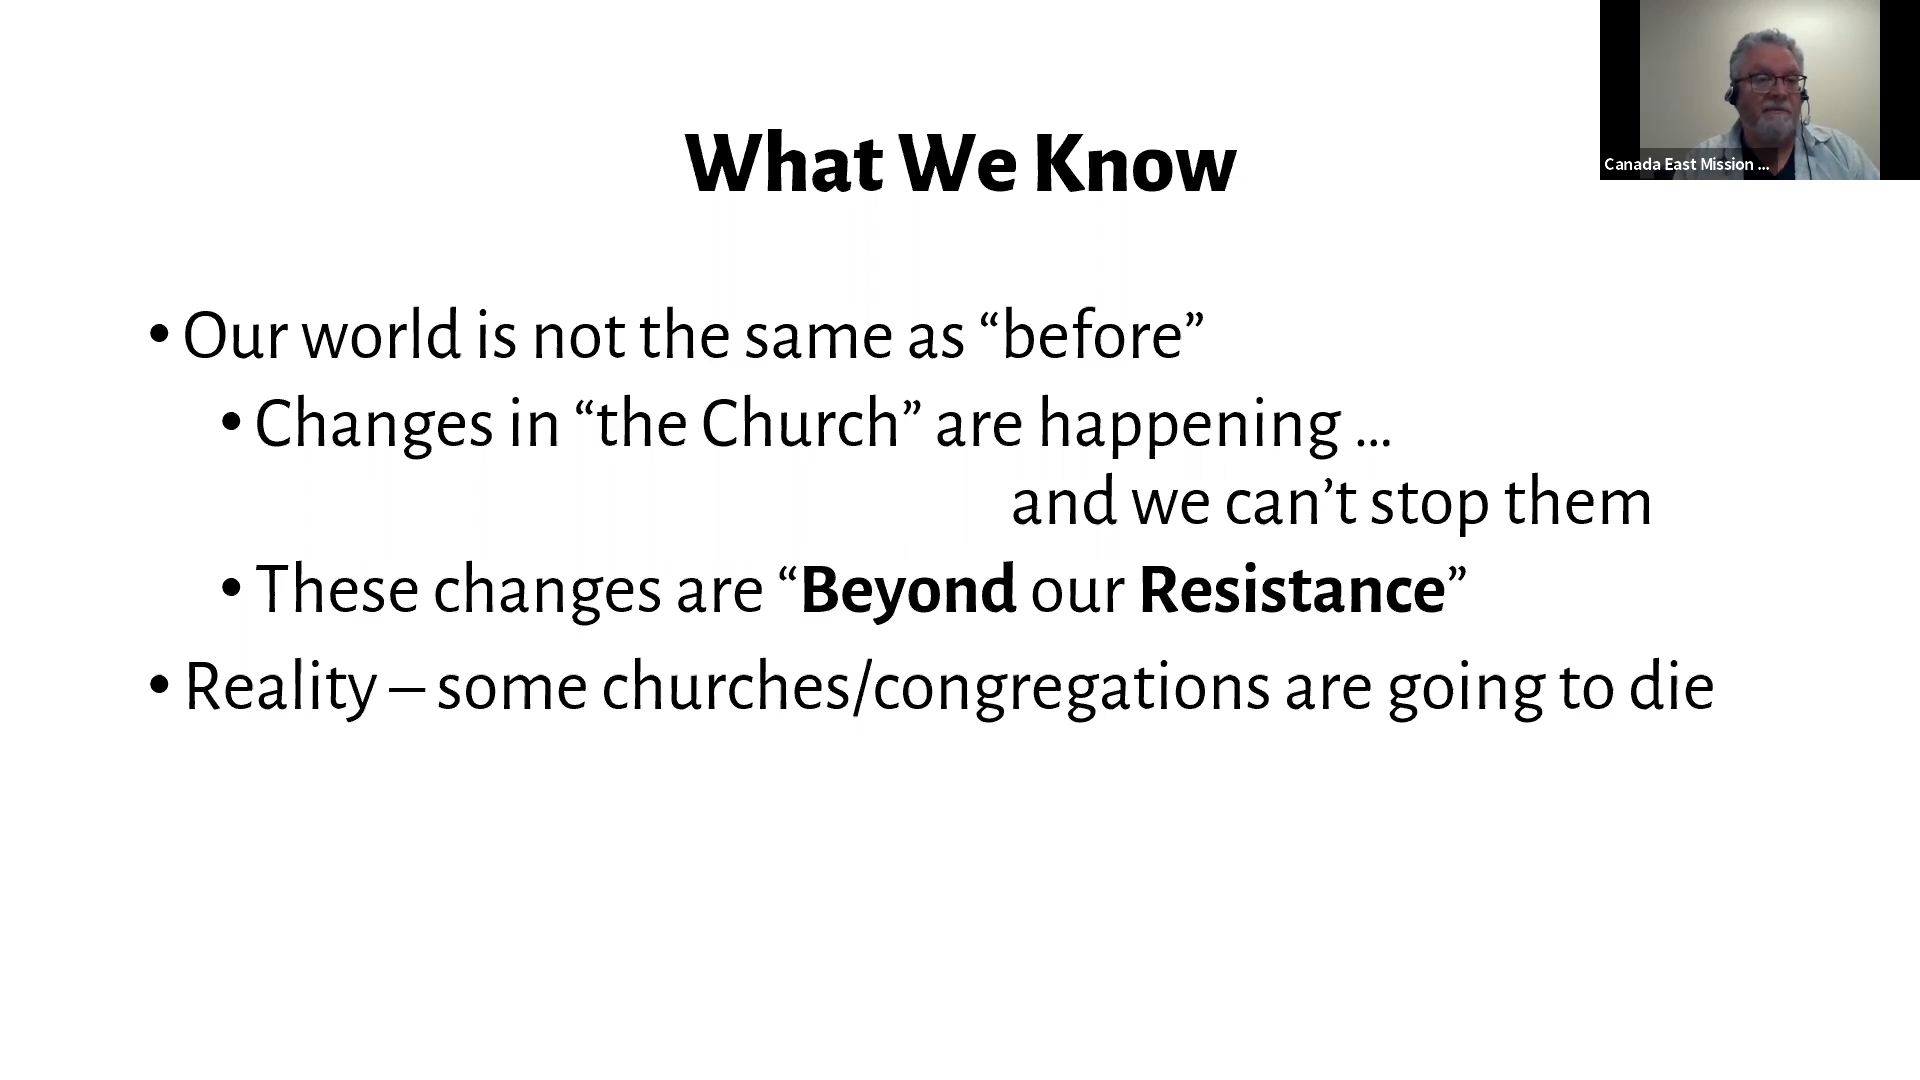 What We Know
• Our world is not the same as “before”
• Changes in “the Church” are happening …
and we can’t stop them
• These changes are “Beyond our Resistance”
• Reality – some churches/congregations are going to die
Canada East Mission ...